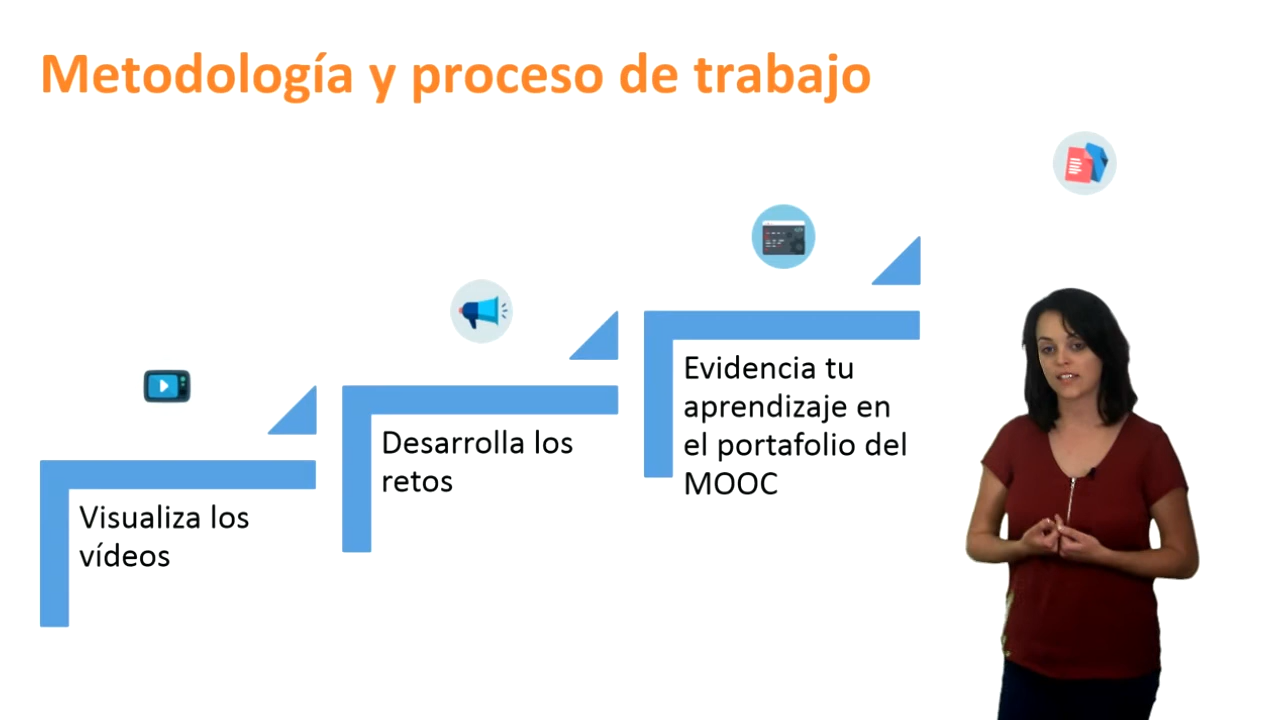 Metodología y proceso de trabajo
Visualiza los
vídeos
Desarrolla los
retos
Evidencia tu
aprendizaje en
el portafolio del
MOOC